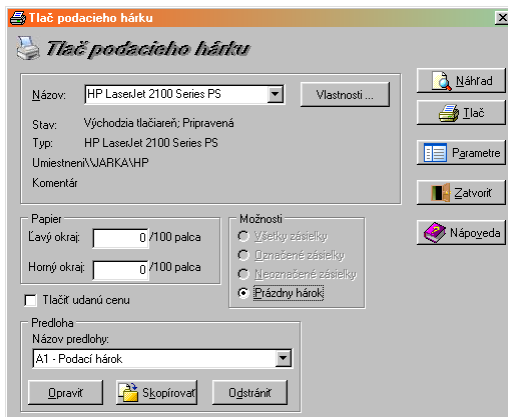 Tlač podacieho hárku
Tlač podacieho hárku
Názov: HP LaserJet 2100 Series PS
Vlastnosti ...
Stav: Východzia tlačiareň; Pripravená
Typ: HP LaserJet 2100 Series PS
Umiestneni\\JARKA\HP
Komentár
Náhľad
Tlač
Parametre
Zatvoriť
Nápoveda
Papier
Ľavý okraj: 0 /100 palca
Horný okraj: 0 /100 palca
Možnosti
Všetky zásielky
Označené zásielky
Neoznačené zásielky
Prázdny hárok
Tlačiť udanú cenu
Predloha
Názov predlohy:
A1 - Podací hárok
Opraviť
Skopírovať
Odstrániť